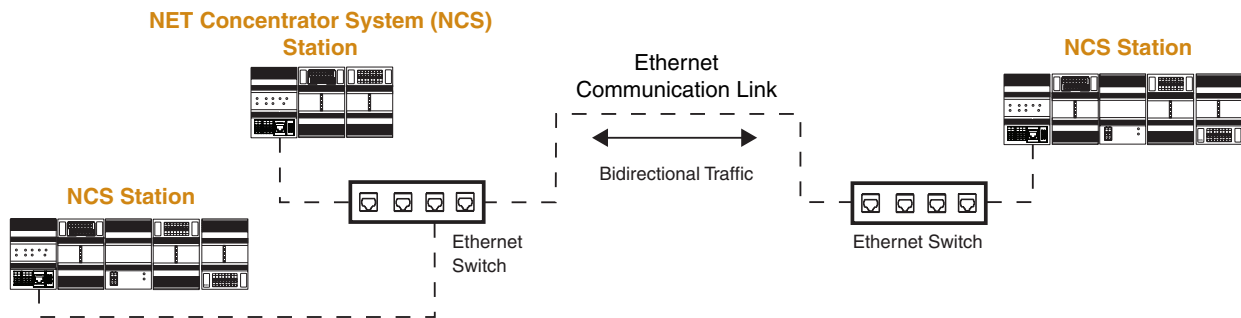 NET Concentrator System (NCS)
Station
NCS Station
Ethernet
Communication Link
Bidirectional Traffic
NCS Station
Ethernet
Switch
Ethernet Switch